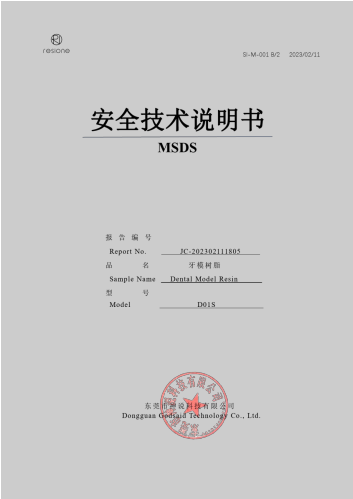 resione
SI-M-001 B/2 2023/02/11
安全技术说明书
MSDS
报 告 编 号
Report No. JC-202302111805
品 名 牙模树脂
Sample Name Dental Model Resin
型 号
Model D01S
东莞市 科技有限公司
Dongguan Godsaid Technology Co., Ltd.